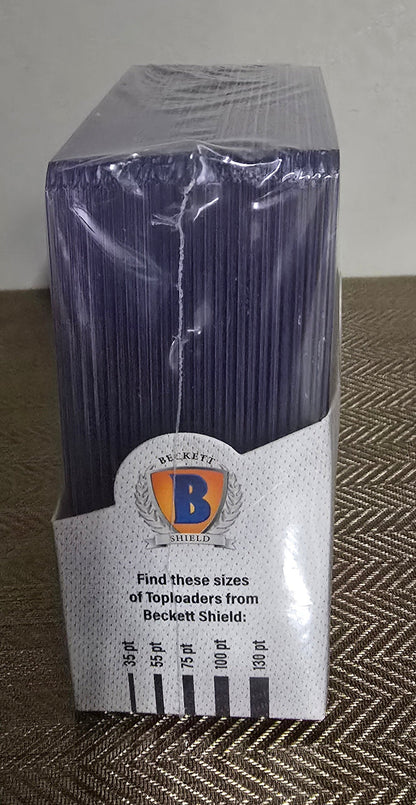 BECKETT
B
SHIELD
Find these sizes
of Toploaders from
Beckett Shield:
35 pt
55 pt
75 pt
100 pt
130 pt